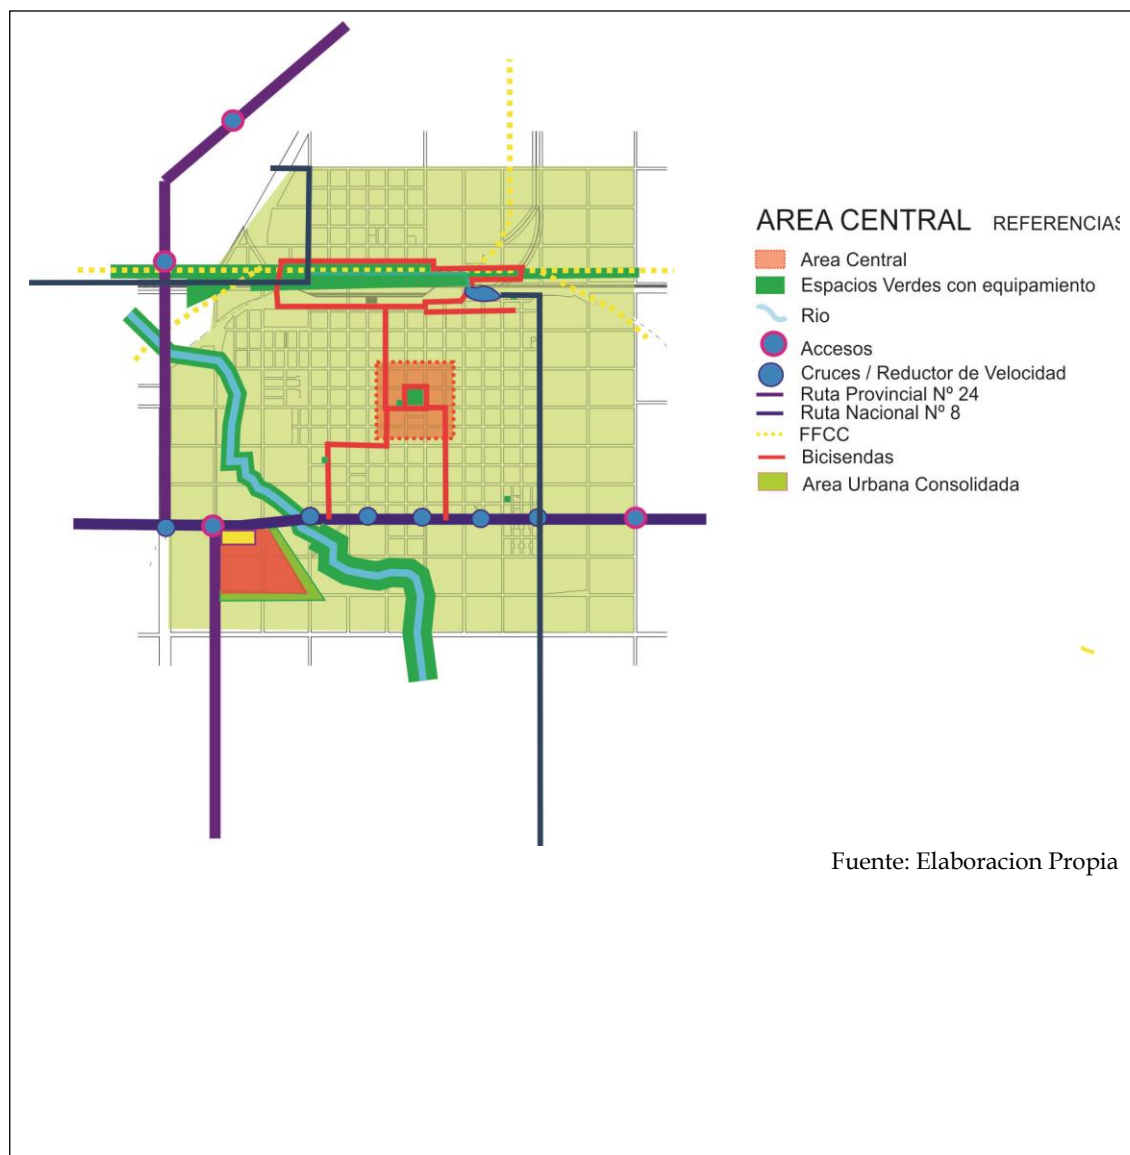 AREA CENTRAL REFERENCIAS
Area Central
Espacios Verdes con equipamiento
Rio
Accesos
Cruces / Reductor de Velocidad
Ruta Provincial Nº 24
Ruta Nacional Nº 8
FFCC
Bicisendas
Area Urbana Consolidada
Fuente: Elaboracion Propia